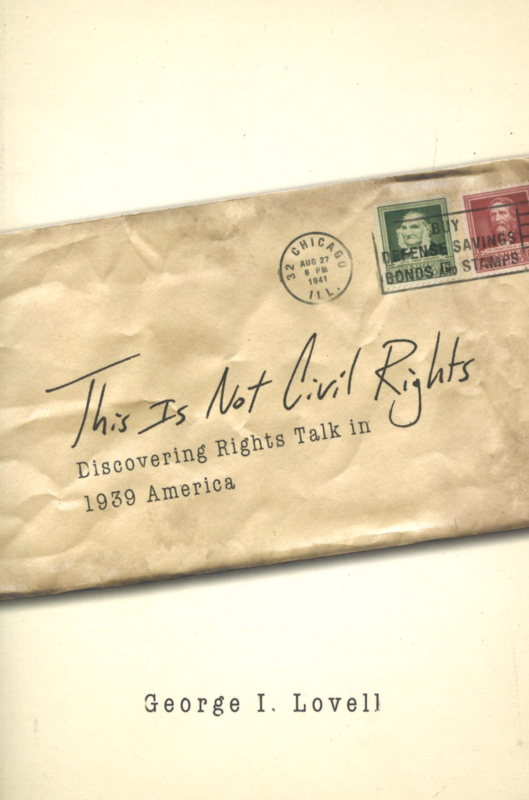 32 CHICAGO
AUG 27
6 PM
1941
ILL.
BUY
DEFENSE SAVINGS
BONDS AND STAMPS
This Is Not Civil Rights
Discovering Rights Talk in
1939 America
George I. Lovell